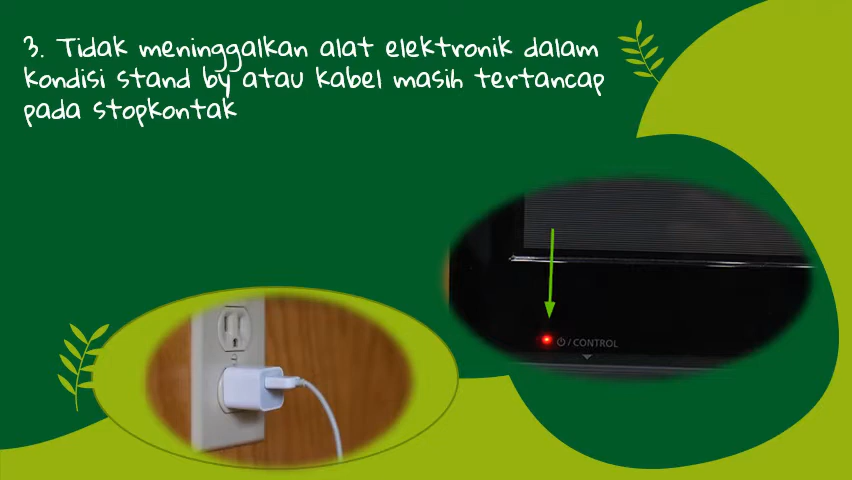 3. Tidak meninggalkan alat elektronik dalam
kondisi stand by atau kabel masih tertancap
pada stopkontak
⏻/CONTROL